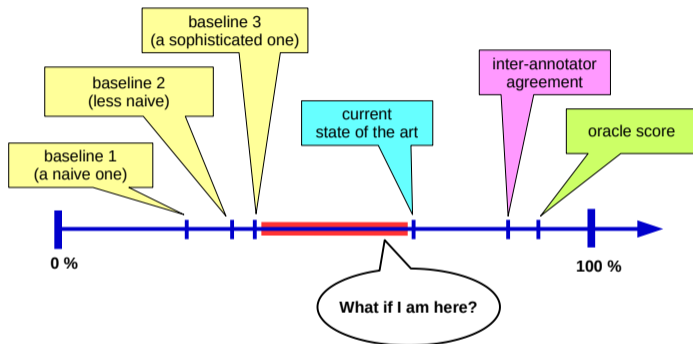 baseline 3
(a sophisticated one)
baseline 2
(less naive)
inter-annotator
agreement
current
state of the art
oracle score
baseline 1
(a naive one)
0 %
100 %
What if I am here?